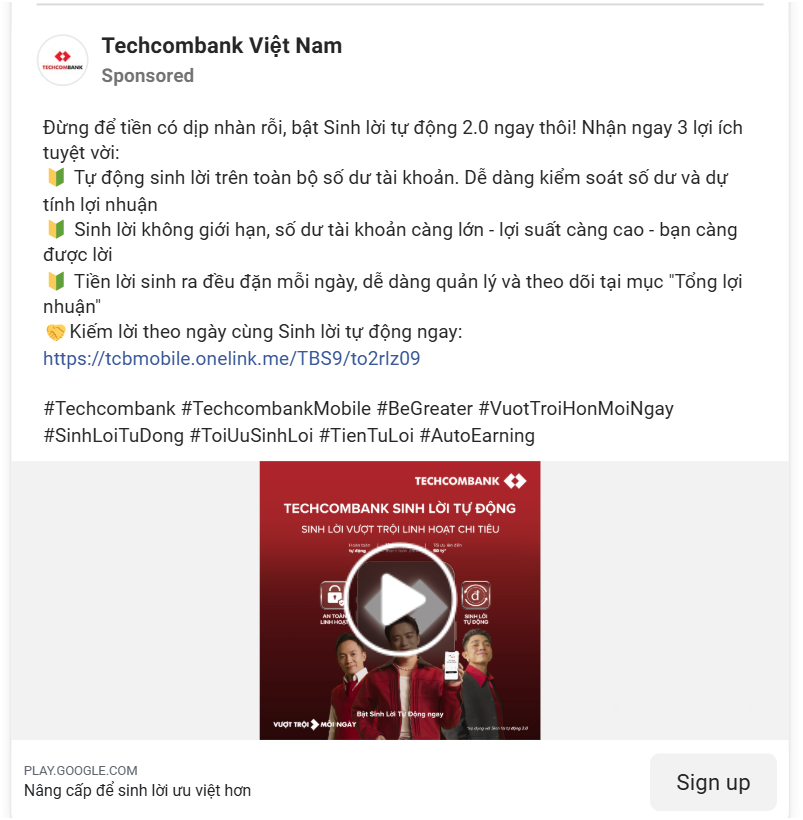 TECHCOMBANK
Techcombank Việt Nam
Sponsored
Đừng để tiền có dịp nhàn rỗi, bật Sinh lời tự động 2.0 ngay thôi! Nhận ngay 3 lợi ích
tuyệt vời:
🔰 Tự động sinh lời trên toàn bộ số dư tài khoản. Dễ dàng kiểm soát số dư và dự
tính lợi nhuận
🔰 Sinh lời không giới hạn, số dư tài khoản càng lớn - lợi suất càng cao - bạn càng
được lời
🔰 Tiền lời sinh ra đều đặn mỗi ngày, dễ dàng quản lý và theo dõi tại mục "Tổng lợi
nhuận"
🤝Kiếm lời theo ngày cùng Sinh lời tự động ngay:
https://tcbmobile.onelink.me/TBS9/to2rlz09
#Techcombank #TechcombankMobile #BeGreater #VuotTroiHonMoiNgay
#SinhLoiTuDong #ToiUuSinhLoi #TienTuLoi #AutoEarning
TECHCOMBANK
TECHCOMBANK SINH LỜI TỰ ĐỘNG
SINH LỜI VƯỢT TRỘI LINH HOẠT CHI TIÊU
tự động
AN TOÀN
LINH HOẠT
SINH LỜI
TỰ ĐỘNG
Bật Sinh Lời Tự Động ngay
VƯỢT TRỘI MỖI NGAY
PLAY.GOOGLE.COM
Nâng cấp để sinh lời ưu việt hơn
Sign up